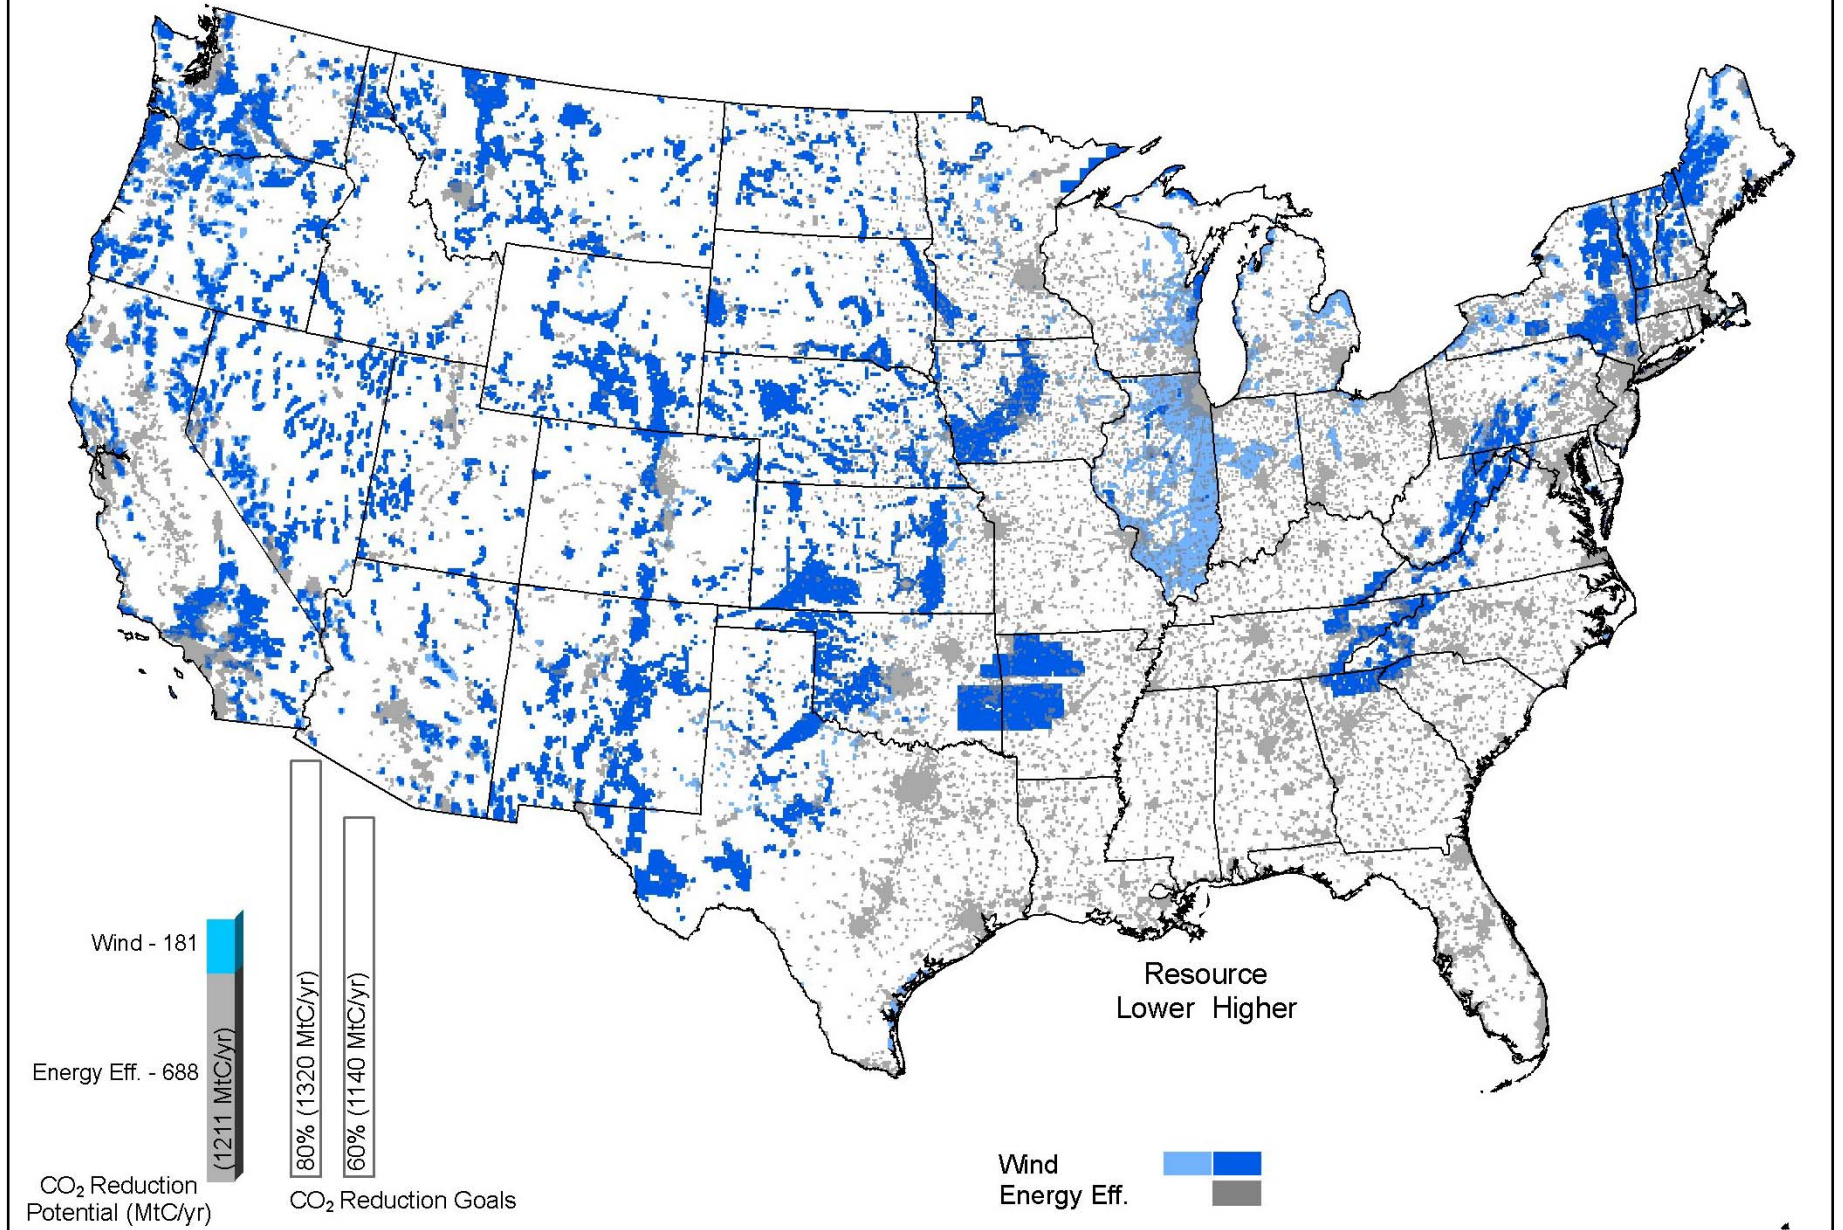 Wind - 181
Energy Eff. - 688
(1211 MtC/yr)
80% (1320 MtC/yr)
60% (1140 MtC/yr)
CO₂ Reduction
Potential (MtC/yr)
CO₂ Reduction Goals
Resource
Lower Higher
Wind
Energy Eff.